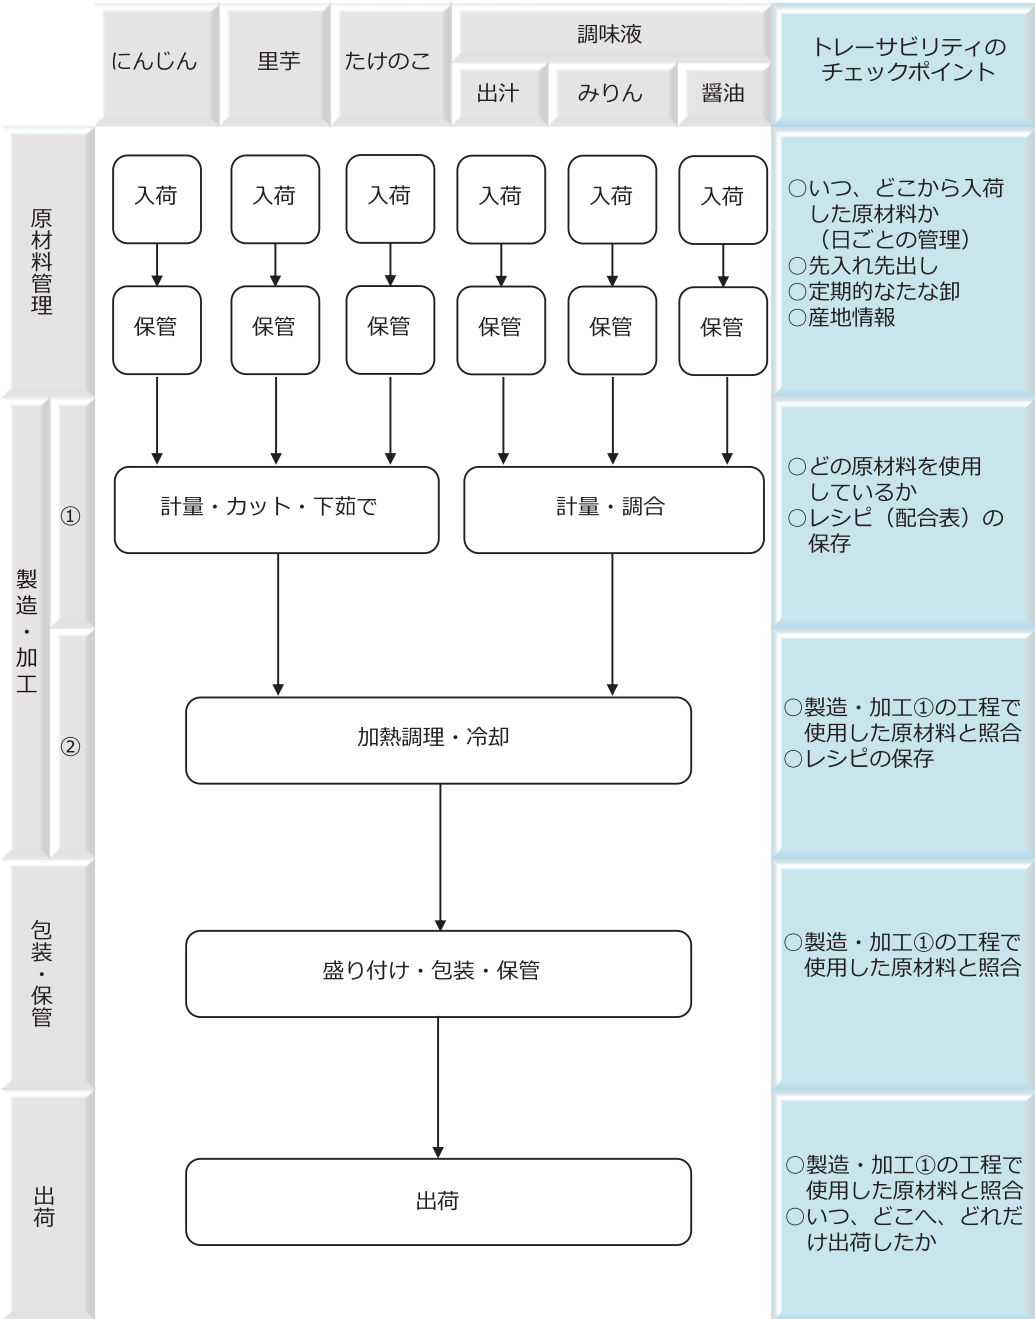 にんじん
里芋
たけのこ
調味液
出汁
みりん
醤油
トレーサビリティの
チェックポイント
原材料管理
入荷
入荷
入荷
入荷
入荷
入荷
保管
保管
保管
保管
保管
保管
○いつ、どこから入荷
した原材料か
（日ごとの管理）
○先入れ先出し
○定期的なたな卸
○産地情報
製造・加工
①
計量・カット・下茹で
計量・調合
○どの原材料を使用
しているか
○レシピ（配合表）の
保存
②
加熱調理・冷却
○製造・加工①の工程で
使用した原材料と照合
○レシピの保存
包装・保管
盛り付け・包装・保管
○製造・加工①の工程で
使用した原材料と照合
出荷
出荷
○製造・加工①の工程で
使用した原材料と照合
○いつ、どこへ、どれだ
け出荷したか